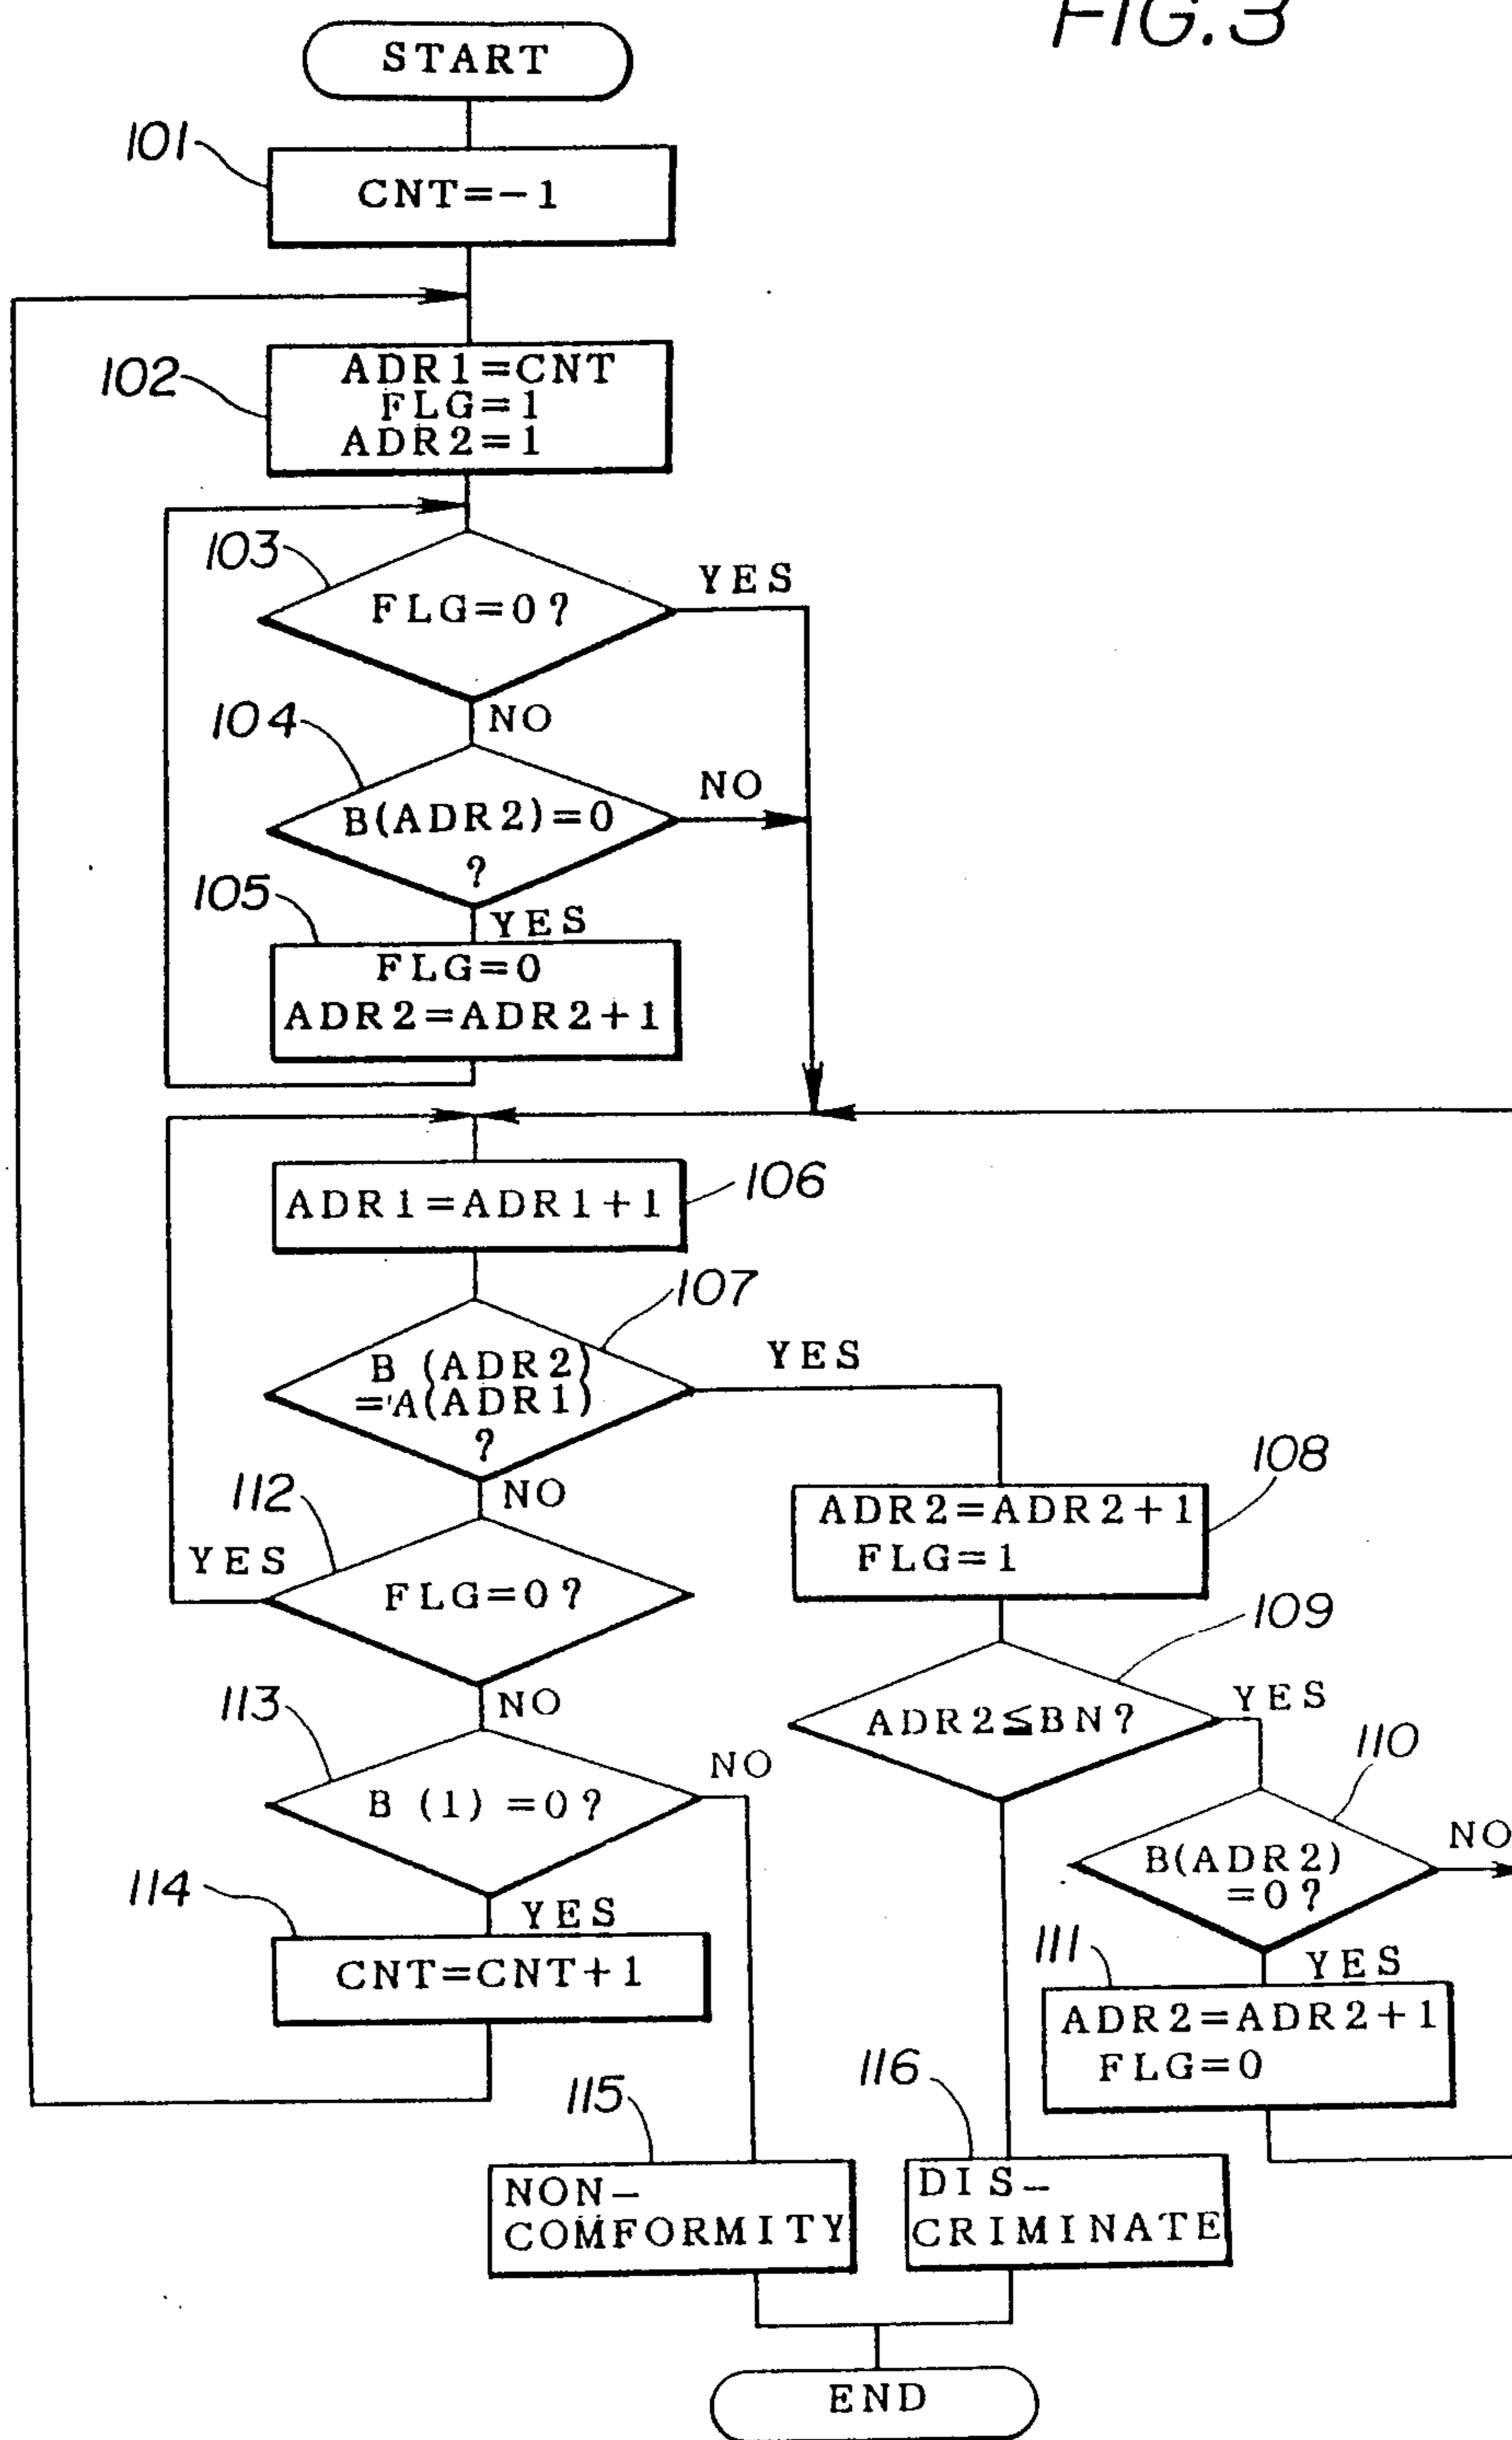 FIG.3
START
101
CNT=-1
102
ADR1=CNT
FLG=1
ADR2=1
103
FLG=0?
YES
NO
104
B(ADR2)=0
?
NO
105
YES
FLG=0
ADR2=ADR2+1
ADR1=ADR1+1
106
107
B (ADR2)
=A(ADR1)
?
YES
NO
108
ADR2=ADR2+1
FLG=1
112
YES
FLG=0?
NO
109
ADR2≦BN?
YES
113
B (1) =0?
NO
110
B(ADR2)
=0?
NO
114
YES
CNT=CNT+1
111
YES
ADR2=ADR2+1
FLG=0
115
NON-
COMFORMITY
116
DIS-
CRIMINATE
END